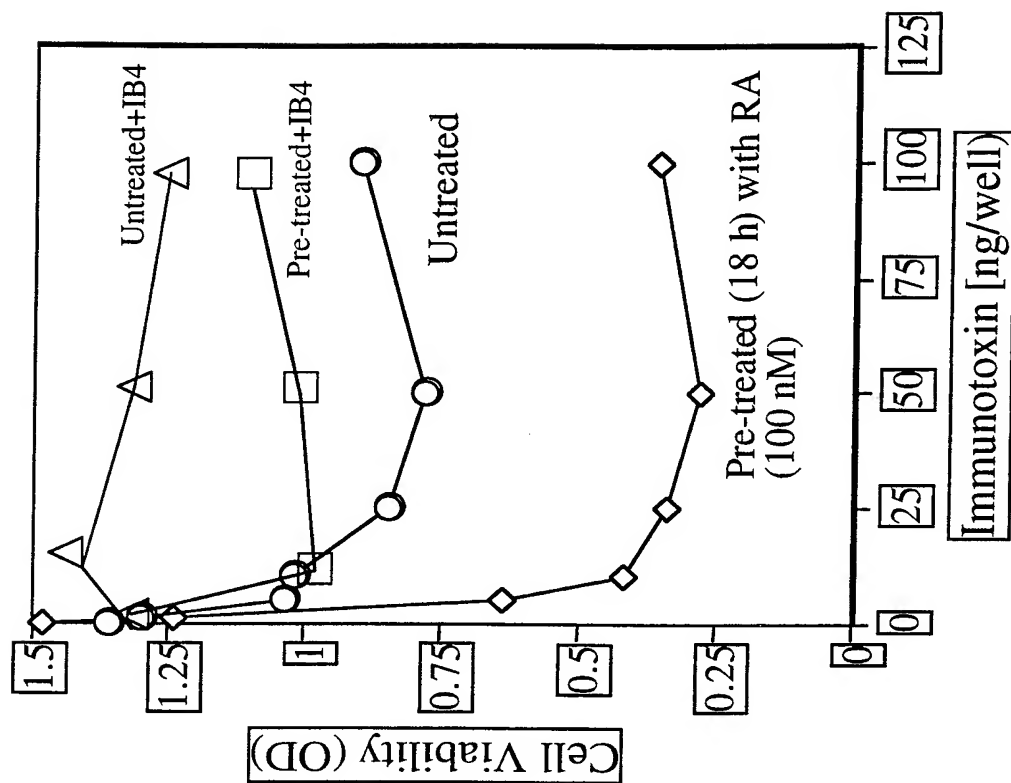 Cell Viability (OD)
1.5
1.25
1
0.75
0.5
0.25
0
Untreated+IB4
Pre-treated+IB4
Untreated
Pre-treated (18 h) with RA
(100 nM)
0
25
50
75
100
125
Immunotoxin [ng/well)